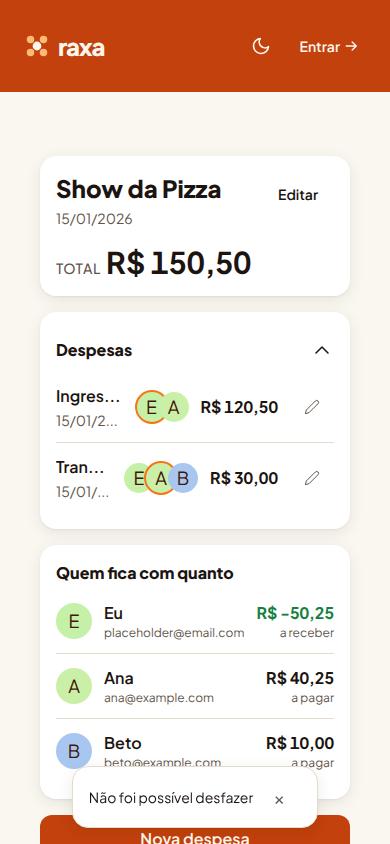 raxa
Entrar →
Show da Pizza
Editar
15/01/2026
TOTAL R$ 150,50
Despesas
Ingres... E A R$ 120,50
15/01/2...
Tran... E A B R$ 30,00
15/01/...
Quem fica com quanto
E Eu R$ -50,25
placeholder@email.com a receber
A Ana R$ 40,25
ana@example.com a pagar
B Beto R$ 10,00
beto@example.com a pagar
Não foi possível desfazer ×
Nova despesa